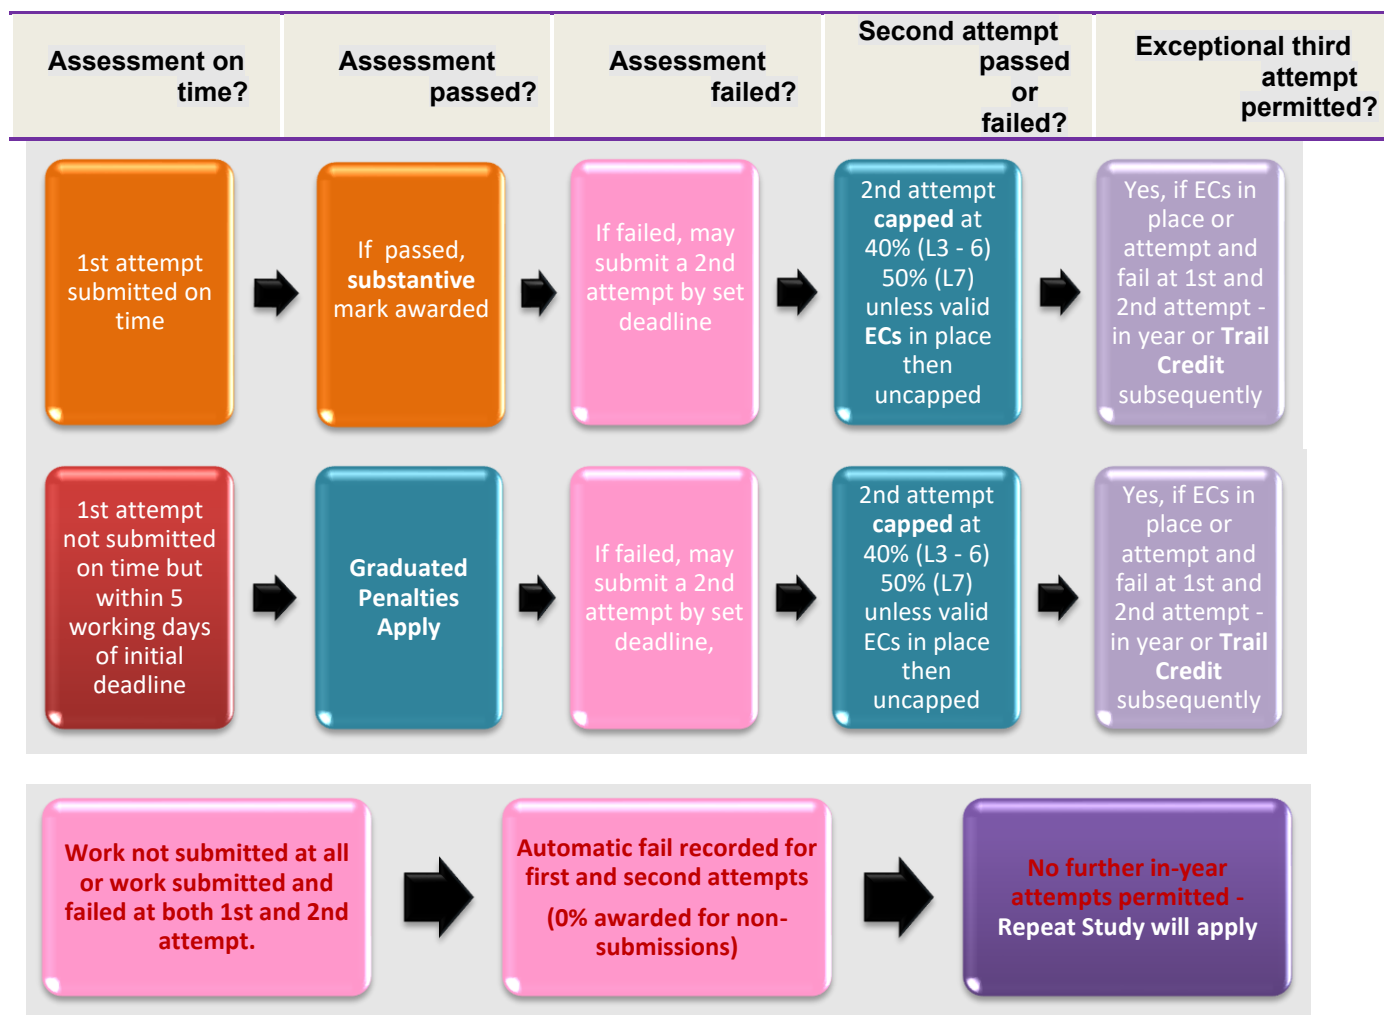 Assessment on
time?
Assessment
passed?
Assessment
failed?
Second attempt
passed
or
failed?
Exceptional third
attempt
permitted?
1st attempt
submitted on
time
If  passed,
substantive
mark awarded
If failed, may
submit a 2nd
attempt by set
deadline
2nd attempt
capped at
40% (L3 - 6)
50% (L7)
unless valid
ECs in place
then
uncapped
Yes, if ECs in
place or
attempt and
fail at 1st and
2nd attempt -
in year or Trail
Credit
subsequently
1st attempt
not submitted
on time but
within 5
working days
of initial
deadline
Graduated
Penalties
Apply
If failed, may
submit a 2nd
attempt by set
deadline,
2nd attempt
capped at
40% (L3 - 6)
50% (L7)
unless valid
ECs in place
then
uncapped
Yes, if ECs in
place or
attempt and
fail at 1st and
2nd attempt -
in year or Trail
Credit
subsequently
Work not submitted at all
or work submitted and
failed at both 1st and 2nd
attempt.
Automatic fail recorded for
first and second attempts
(0% awarded for non-
submissions)
No further in-year
attempts permitted -
Repeat Study will apply